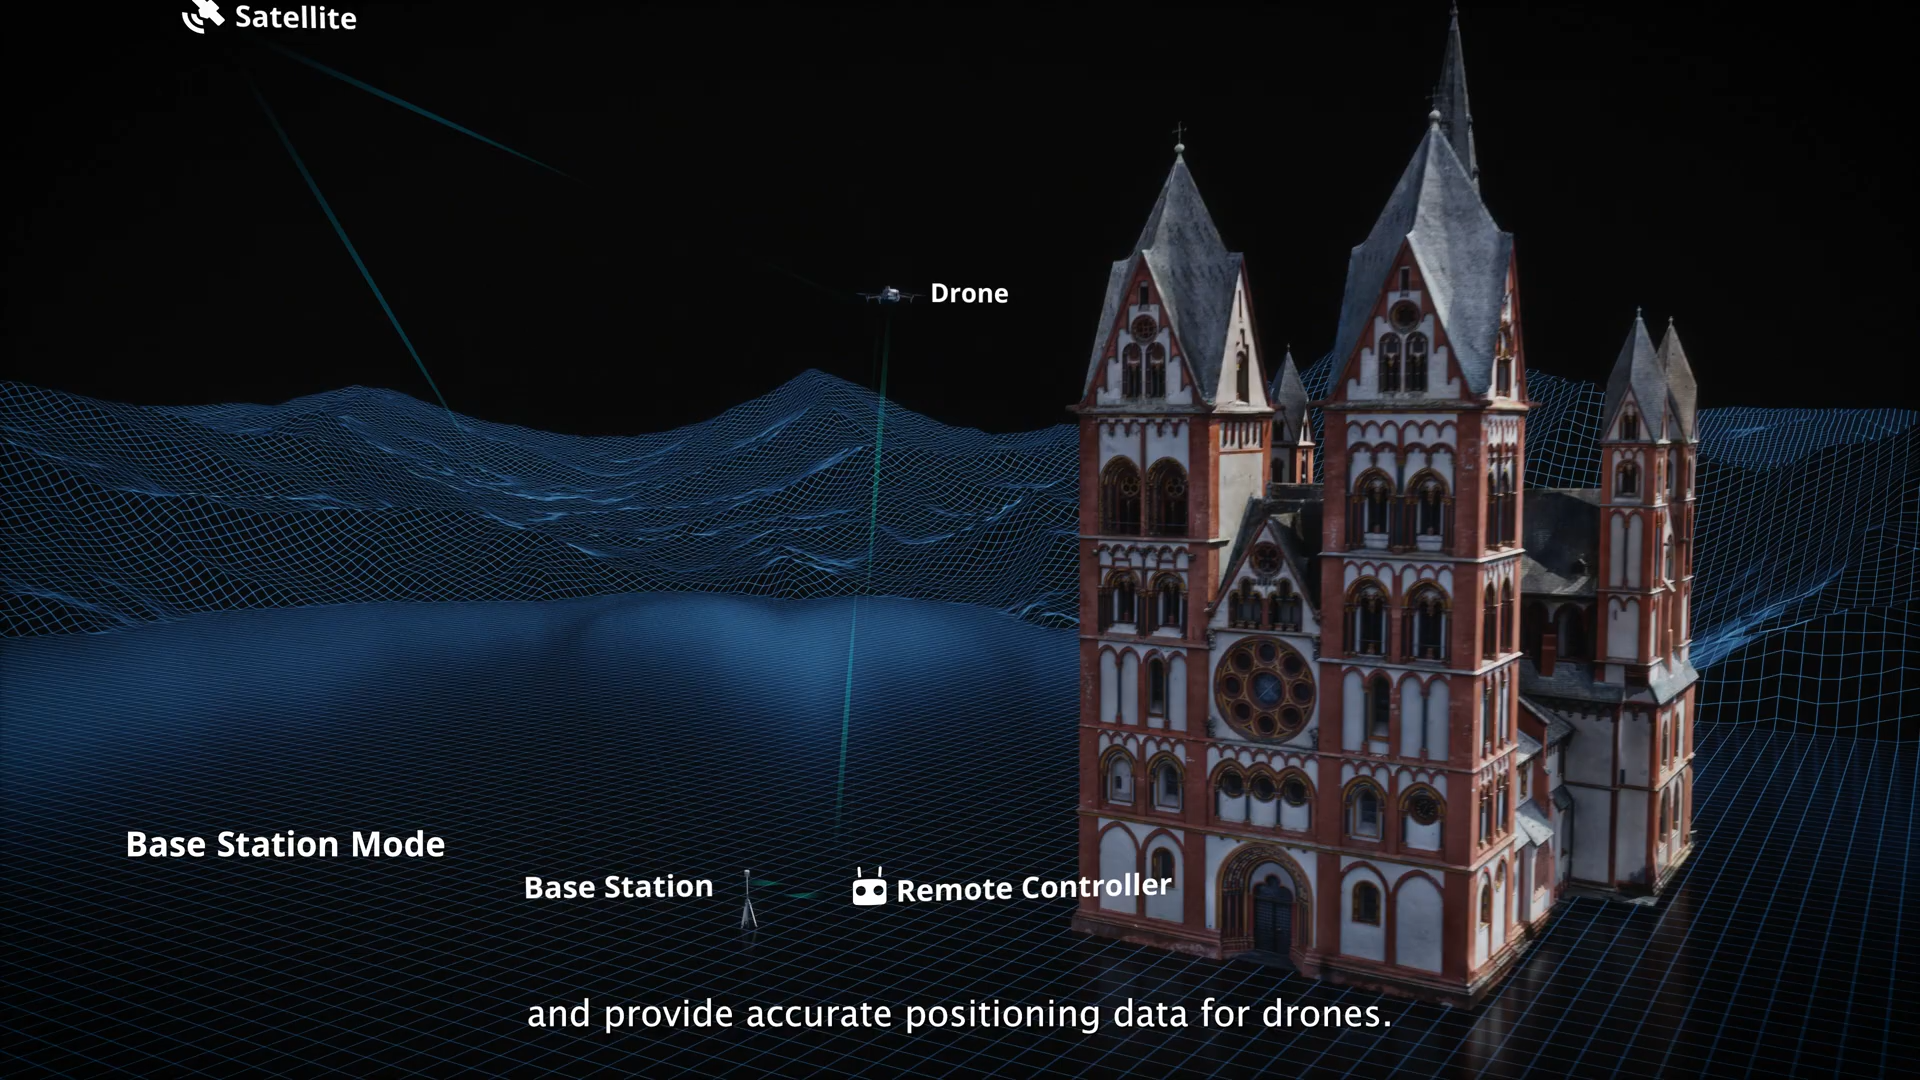 Satellite
Drone
Base Station Mode
Base Station
Remote Controller
and provide accurate positioning data for drones.